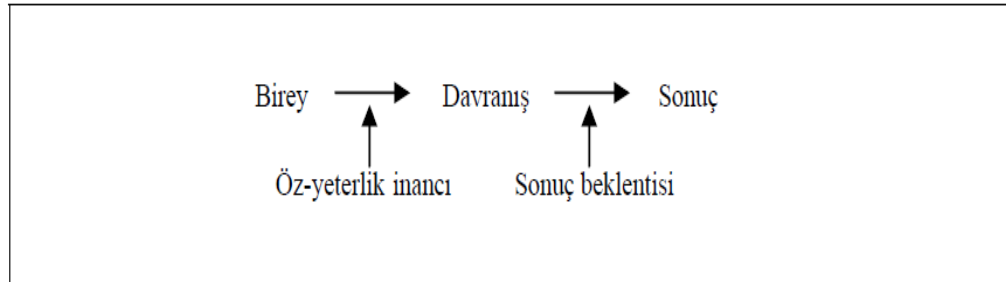 Birey Davranış Sonuç
Öz-yeterlik inancı Sonuç beklentisi